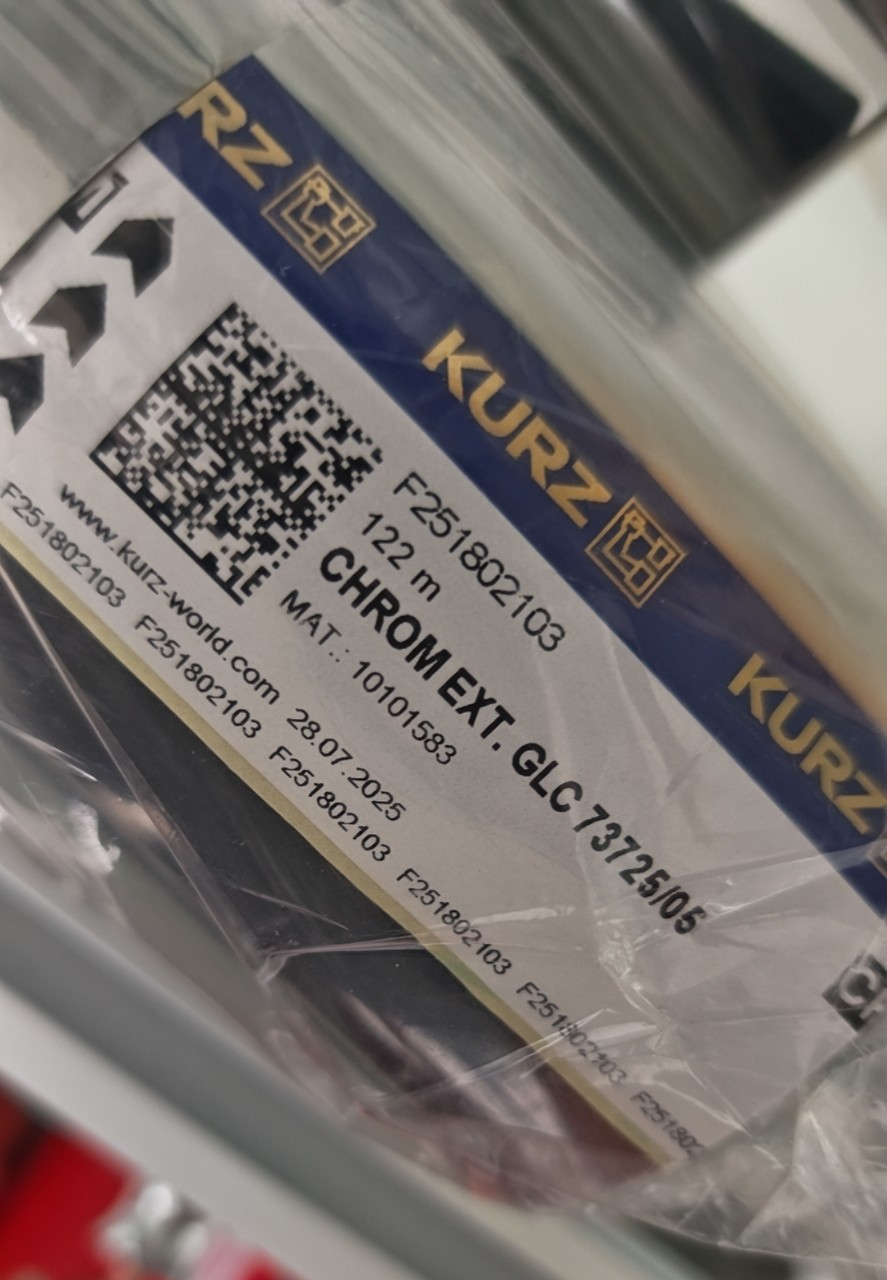 KURZ
KURZ
F251802103
122 m
CHROM EXT. GLC 73725/05
MAT.: 10101583
www.kurz-world.com 28.07.2025
F251802103 F251802103 F251802103 F251802103 F251802103